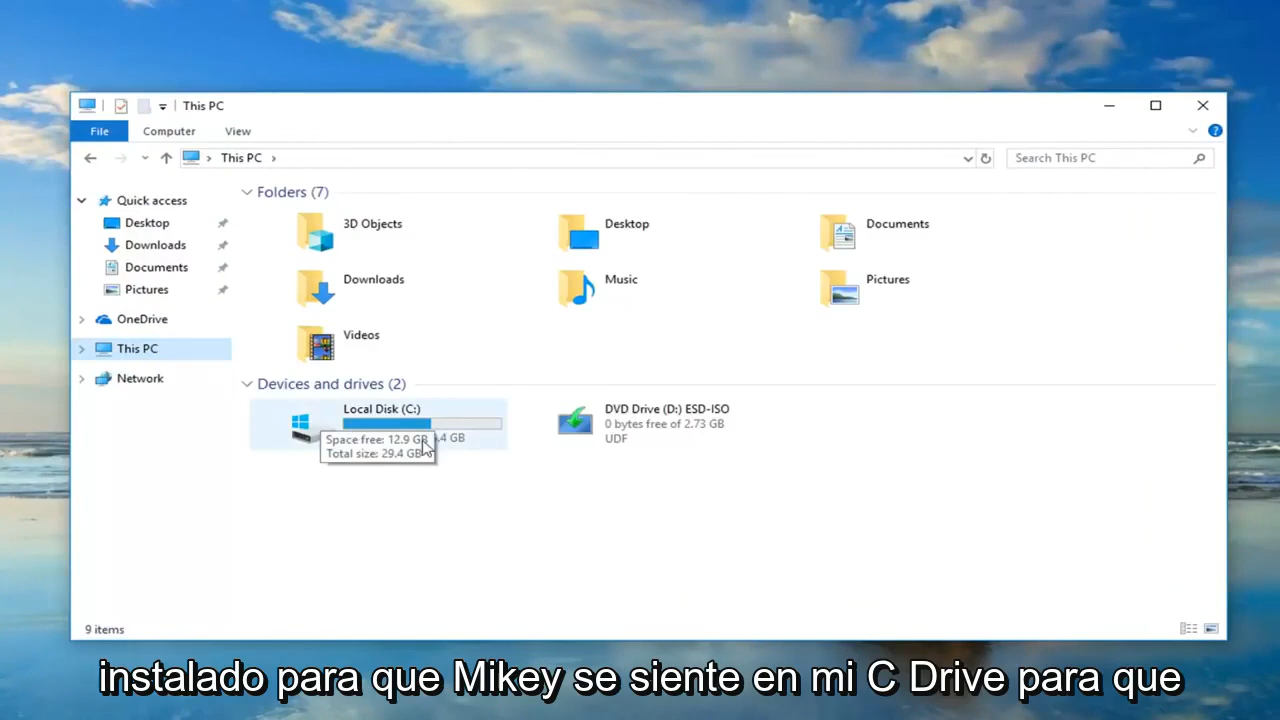 This PC
File Computer View
This PC
Search This PC
Quick access
Desktop
Downloads
Documents
Pictures
OneDrive
This PC
Network
Folders (7)
3D Objects
Desktop
Documents
Downloads
Music
Pictures
Videos
Devices and drives (2)
Local Disk (C:)
.4 GB
Space free: 12.9 GB
Total size: 29.4 GB
DVD Drive (D:) ESD-ISO
0 bytes free of 2.73 GB
UDF
9 items
instalado para que Mikey se siente en mi C Drive para que